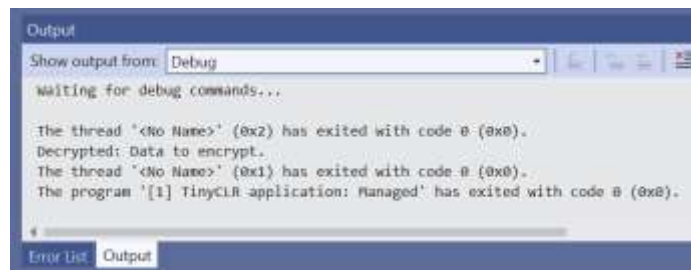 Output
Show output from: Debug
Waiting for debug commands...
The thread '<No Name>' (0x2) has exited with code 0 (0x0).
Decrypted: Data to encrypt.
The thread '<No Name>' (0x1) has exited with code 0 (0x0).
The program '[1] TinyCLR application: Managed' has exited with code 0 (0x0).
Error List Output